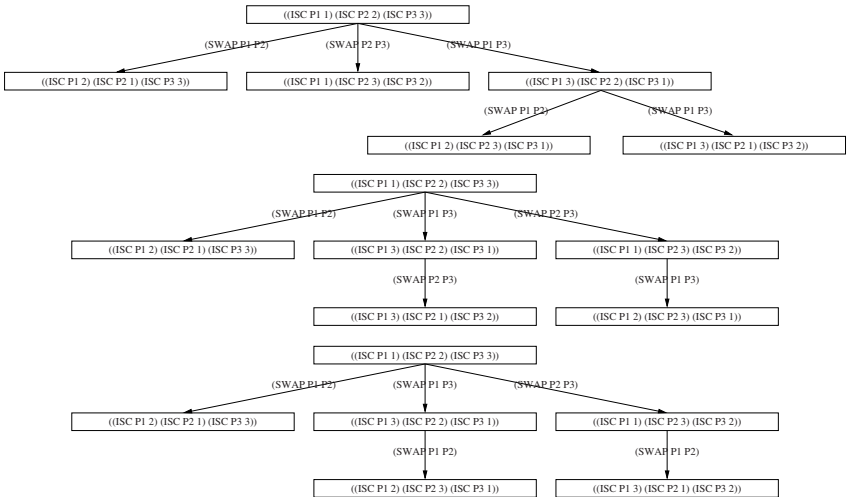 ((ISC P1 1) (ISC P2 2) (ISC P3 3))
(SWAP P1 P2)
(SWAP P2 P3)
(SWAP P1 P3)
((ISC P1 2) (ISC P2 1) (ISC P3 3))
((ISC P1 1) (ISC P2 3) (ISC P3 2))
((ISC P1 3) (ISC P2 2) (ISC P3 1))
(SWAP P1 P2)
(SWAP P1 P3)
((ISC P1 2) (ISC P2 3) (ISC P3 1))
((ISC P1 3) (ISC P2 1) (ISC P3 2))
((ISC P1 1) (ISC P2 2) (ISC P3 3))
(SWAP P1 P2)
(SWAP P1 P3)
(SWAP P2 P3)
((ISC P1 2) (ISC P2 1) (ISC P3 3))
((ISC P1 3) (ISC P2 2) (ISC P3 1))
((ISC P1 1) (ISC P2 3) (ISC P3 2))
(SWAP P2 P3)
(SWAP P1 P3)
((ISC P1 3) (ISC P2 1) (ISC P3 2))
((ISC P1 2) (ISC P2 3) (ISC P3 1))
((ISC P1 1) (ISC P2 2) (ISC P3 3))
(SWAP P1 P2)
(SWAP P1 P3)
(SWAP P2 P3)
((ISC P1 2) (ISC P2 1) (ISC P3 3))
((ISC P1 3) (ISC P2 2) (ISC P3 1))
((ISC P1 1) (ISC P2 3) (ISC P3 2))
(SWAP P1 P2)
(SWAP P1 P2)
((ISC P1 2) (ISC P2 3) (ISC P3 1))
((ISC P1 3) (ISC P2 1) (ISC P3 2))